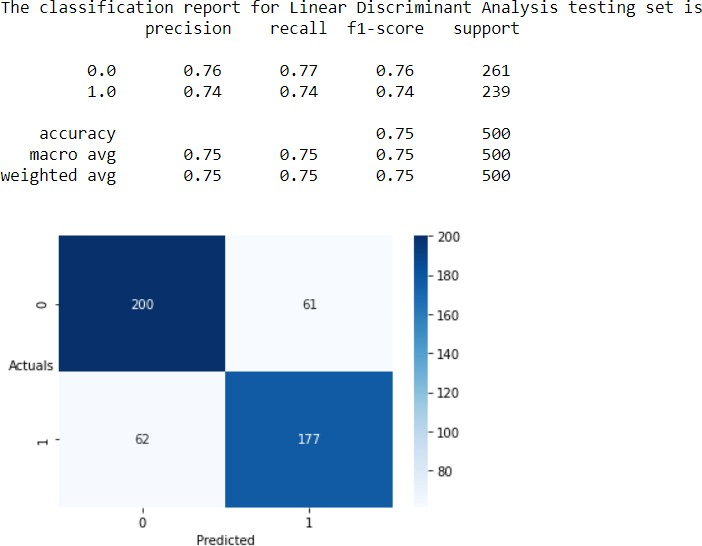 The classification report for Linear Discriminant Analysis testing set is
precision recall f1-score support
0.0 0.76 0.77 0.76 261
1.0 0.74 0.74 0.74 239
accuracy 0.75 500
macro avg 0.75 0.75 0.75 500
weighted avg 0.75 0.75 0.75 500
200
180
160
140
120
100
80
0
200 61
Actuals
1
62 177
0 1
Predicted